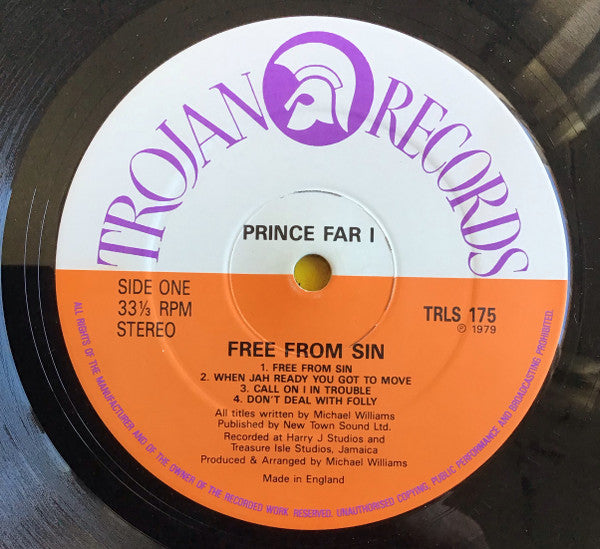 TROJAN RECORDS
PRINCE FAR I
SIDE ONE
33⅓ RPM
STEREO
TRLS 175
℗ 1979
FREE FROM SIN
1. FREE FROM SIN
2. WHEN JAH READY YOU GOT TO MOVE
3. CALL ON I IN TROUBLE
4. DON'T DEAL WITH FOLLY
All titles written by Michael Williams
Published by New Town Sound Ltd.
Recorded at Harry J Studios and
Treasure Isle Studios, Jamaica
Produced & Arranged by Michael Williams
Made in England
ALL RIGHTS OF THE MANUFACTURER AND OF THE OWNER OF THE RECORDED WORK RESERVED. UNAUTHORISED COPYING, PUBLIC PERFORMANCE AND BROADCASTING PROHIBITED.